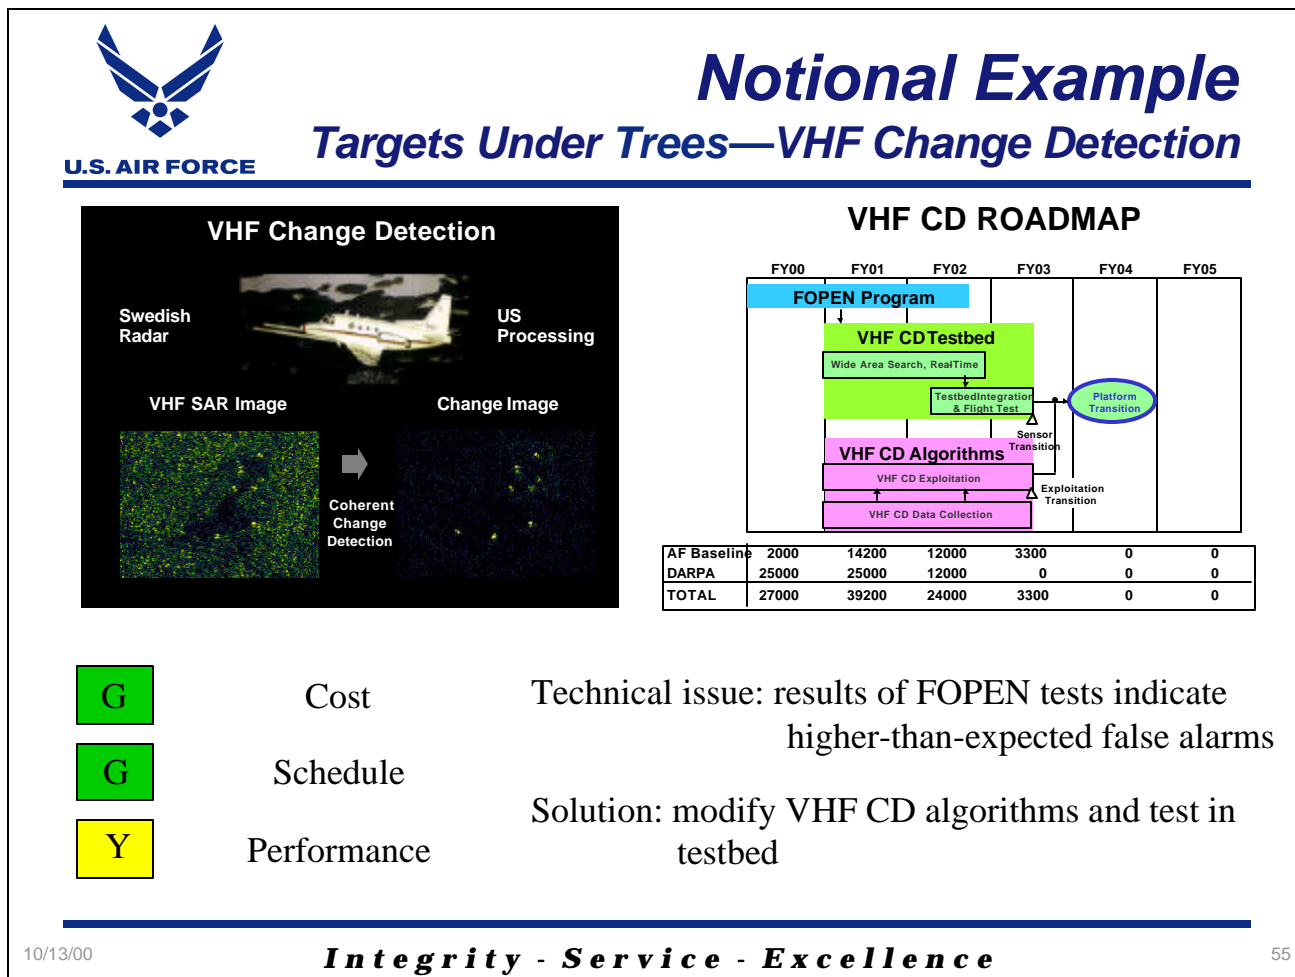 Notional Example
Targets Under Trees—VHF Change Detection
U.S. AIR FORCE
VHF Change Detection
Swedish
Radar
US
Processing
VHF SAR Image
Change Image
Coherent
Change
Detection
VHF CD ROADMAP
FY00 FY01 FY02 FY03 FY04 FY05
FOPEN Program
VHF CD Testbed
Wide Area Search, Real-Time
Testbed Integration
& Flight Test
Platform
Transition
Sensor
Transition
VHF CD Algorithms
VHF CD Exploitation
Exploitation
Transition
VHF CD Data Collection
AF Baseline 2000 14200 12000 3300 0 0
DARPA 25000 25000 12000 0 0 0
TOTAL 27000 39200 24000 3300 0 0
G Cost
G Schedule
Y Performance
Technical issue: results of FOPEN tests indicate
higher-than-expected false alarms
Solution: modify VHF CD algorithms and test in
testbed
10/13/00
Integrity - Service - Excellence
55